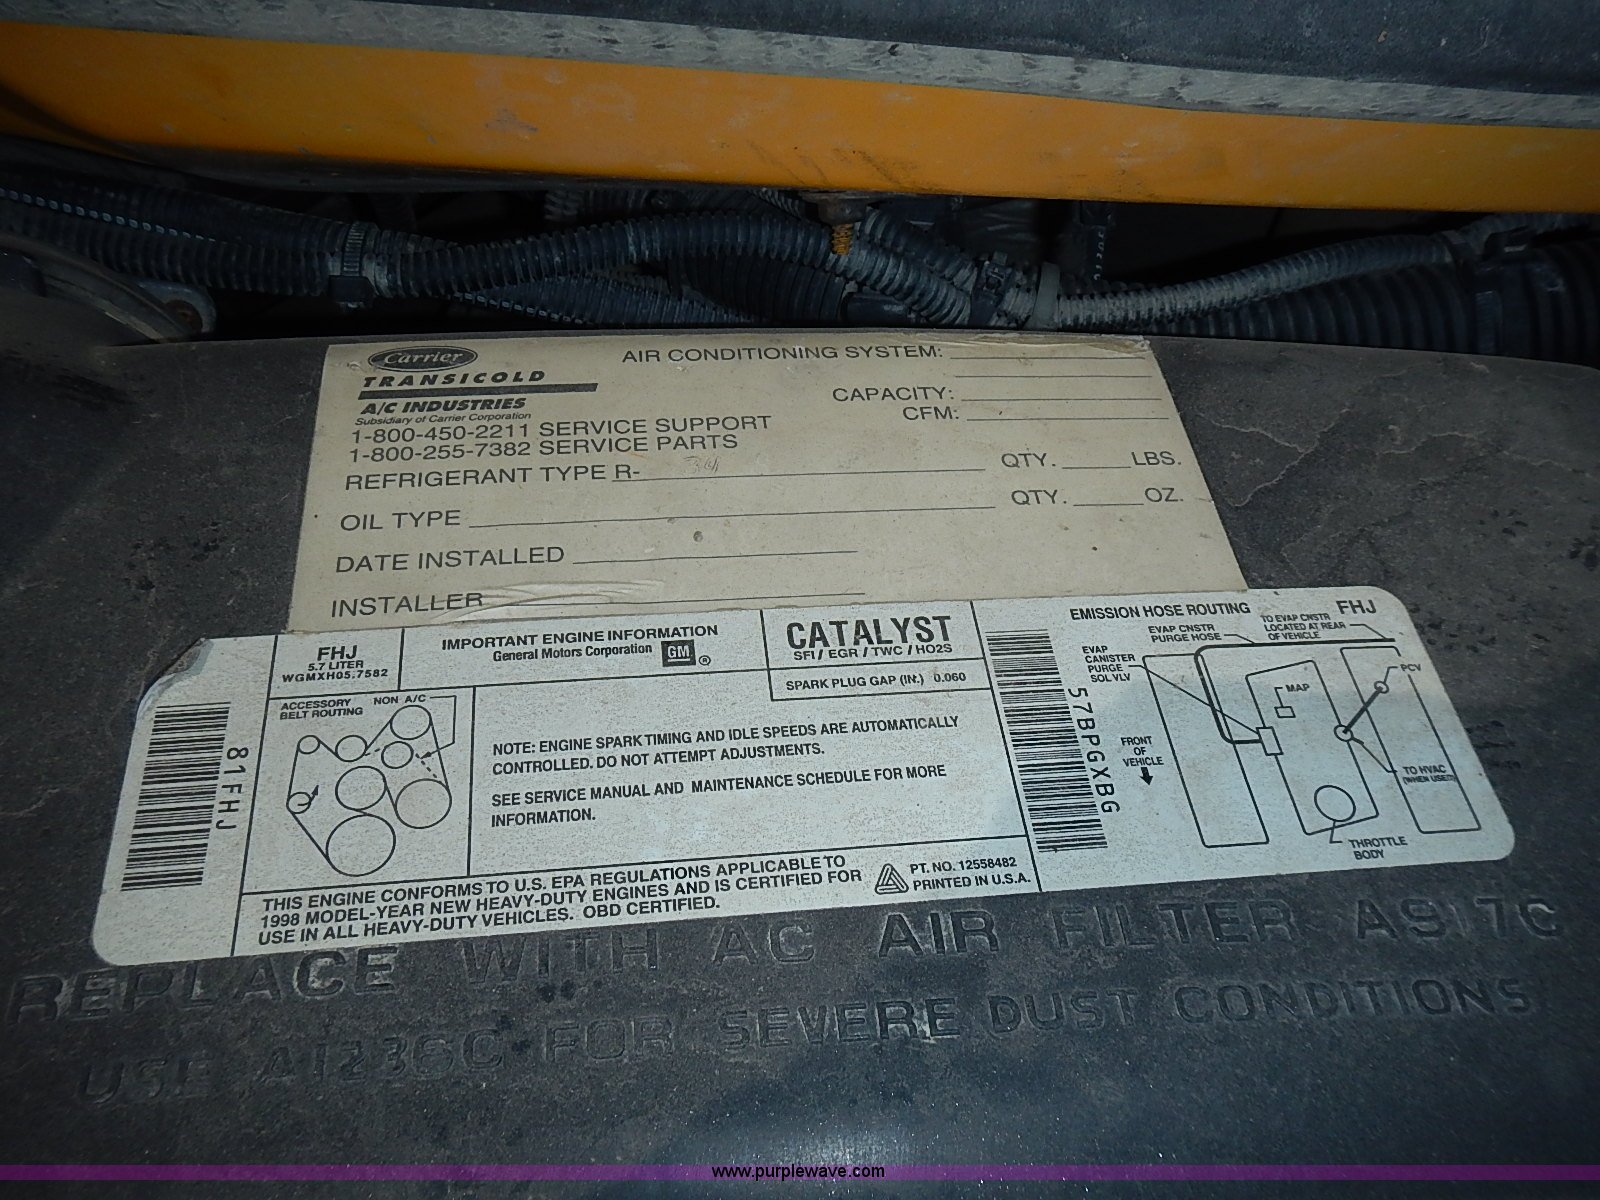 Carrier
TRANSICOLD
A/C INDUSTRIES
Subsidiary of Carrier Corporation
1-800-450-2211 SERVICE SUPPORT
1-800-255-7382 SERVICE PARTS
AIR CONDITIONING SYSTEM:
CAPACITY:
CFM:
REFRIGERANT TYPE R- QTY. LBS.
OIL TYPE QTY. OZ.
DATE INSTALLED
INSTALLER
81FHJ
FHJ
5.7 LITER
WGMXH05.7582
IMPORTANT ENGINE INFORMATION
General Motors Corporation GM ®
CATALYST
SFI / EGR / TWC / HO2S
SPARK PLUG GAP (IN.) 0.060
ACCESSORY
BELT ROUTING
NON A/C
NOTE: ENGINE SPARK TIMING AND IDLE SPEEDS ARE AUTOMATICALLY
CONTROLLED. DO NOT ATTEMPT ADJUSTMENTS.
SEE SERVICE MANUAL AND MAINTENANCE SCHEDULE FOR MORE
INFORMATION.
THIS ENGINE CONFORMS TO U.S. EPA REGULATIONS APPLICABLE TO
1998 MODEL-YEAR NEW HEAVY-DUTY ENGINES AND IS CERTIFIED FOR
USE IN ALL HEAVY-DUTY VEHICLES. OBD CERTIFIED.
PT. NO. 12558482
PRINTED IN U.S.A.
57BPGXBG
EMISSION HOSE ROUTING FHJ
EVAP CNSTR
PURGE HOSE
TO EVAP CNSTR
LOCATED AT REAR
OF VEHICLE
EVAP
CANISTER
PURGE
SOL VLV
MAP
PCV
FRONT
OF
VEHICLE
TO HVAC
(WHEN USED)
THROTTLE
BODY
REPLACE WITH AC AIR FILTER A917C
USE A1236C FOR SEVERE DUST CONDITIONS
www.purplewave.com